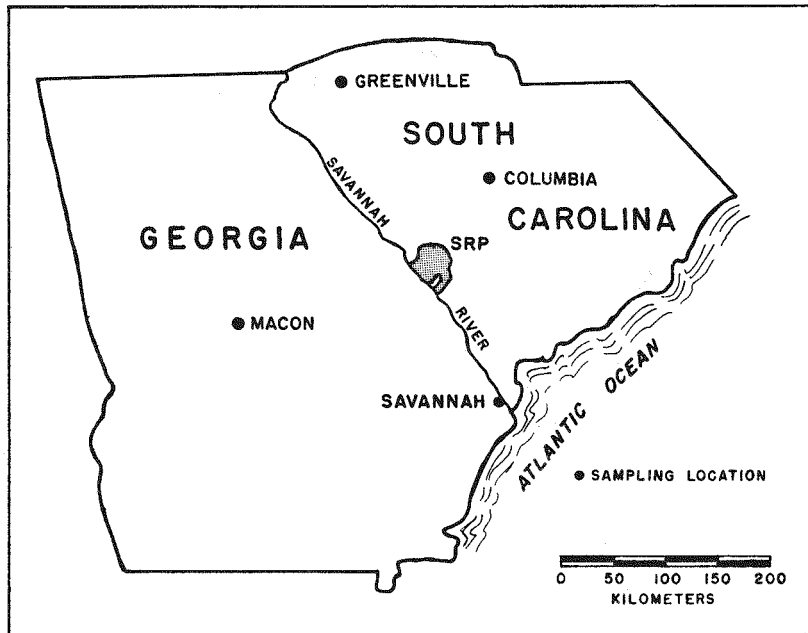 GREENVILLE
SOUTH
SAVANNAH
COLUMBIA
CAROLINA
GEORGIA
SRP
MACON
RIVER
SAVANNAH
ATLANTIC OCEAN
SAMPLING LOCATION
0 50 100 150 200
KILOMETERS